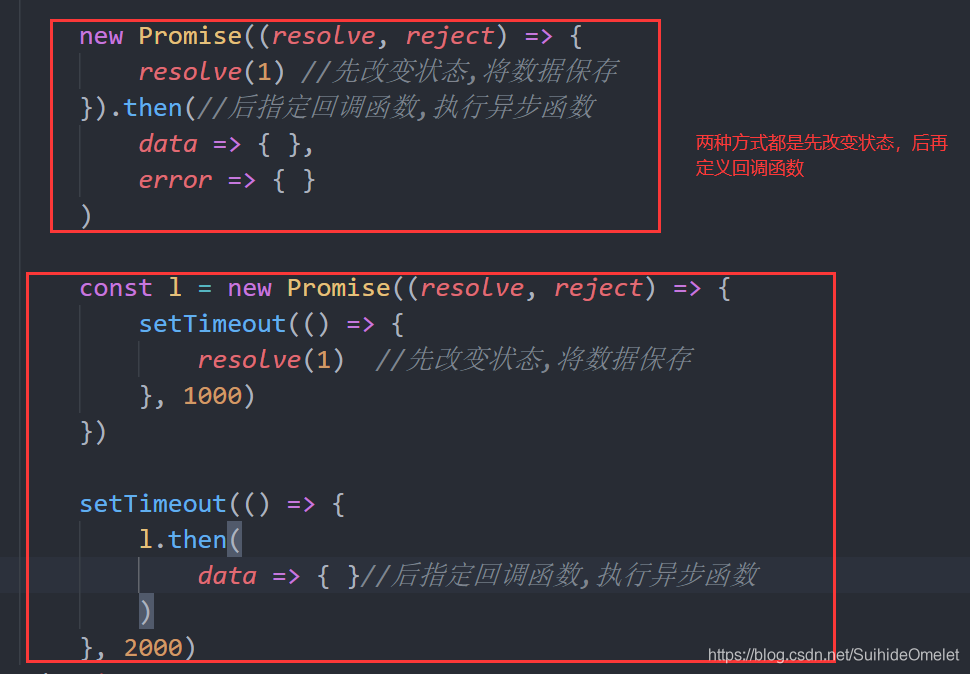 new Promise((resolve, reject) => {
resolve(1) //先改变状态,将数据保存
}).then(//后指定回调函数,执行异步函数
data => { },
error => { }
)
两种方式都是先改变状态，后再
定义回调函数
const l = new Promise((resolve, reject) => {
setTimeout(() => {
resolve(1)  //先改变状态,将数据保存
}, 1000)
})
setTimeout(() => {
l.then(
data => { }//后指定回调函数,执行异步函数
)
}, 2000)
https://blog.csdn.net/SuihideOmelet